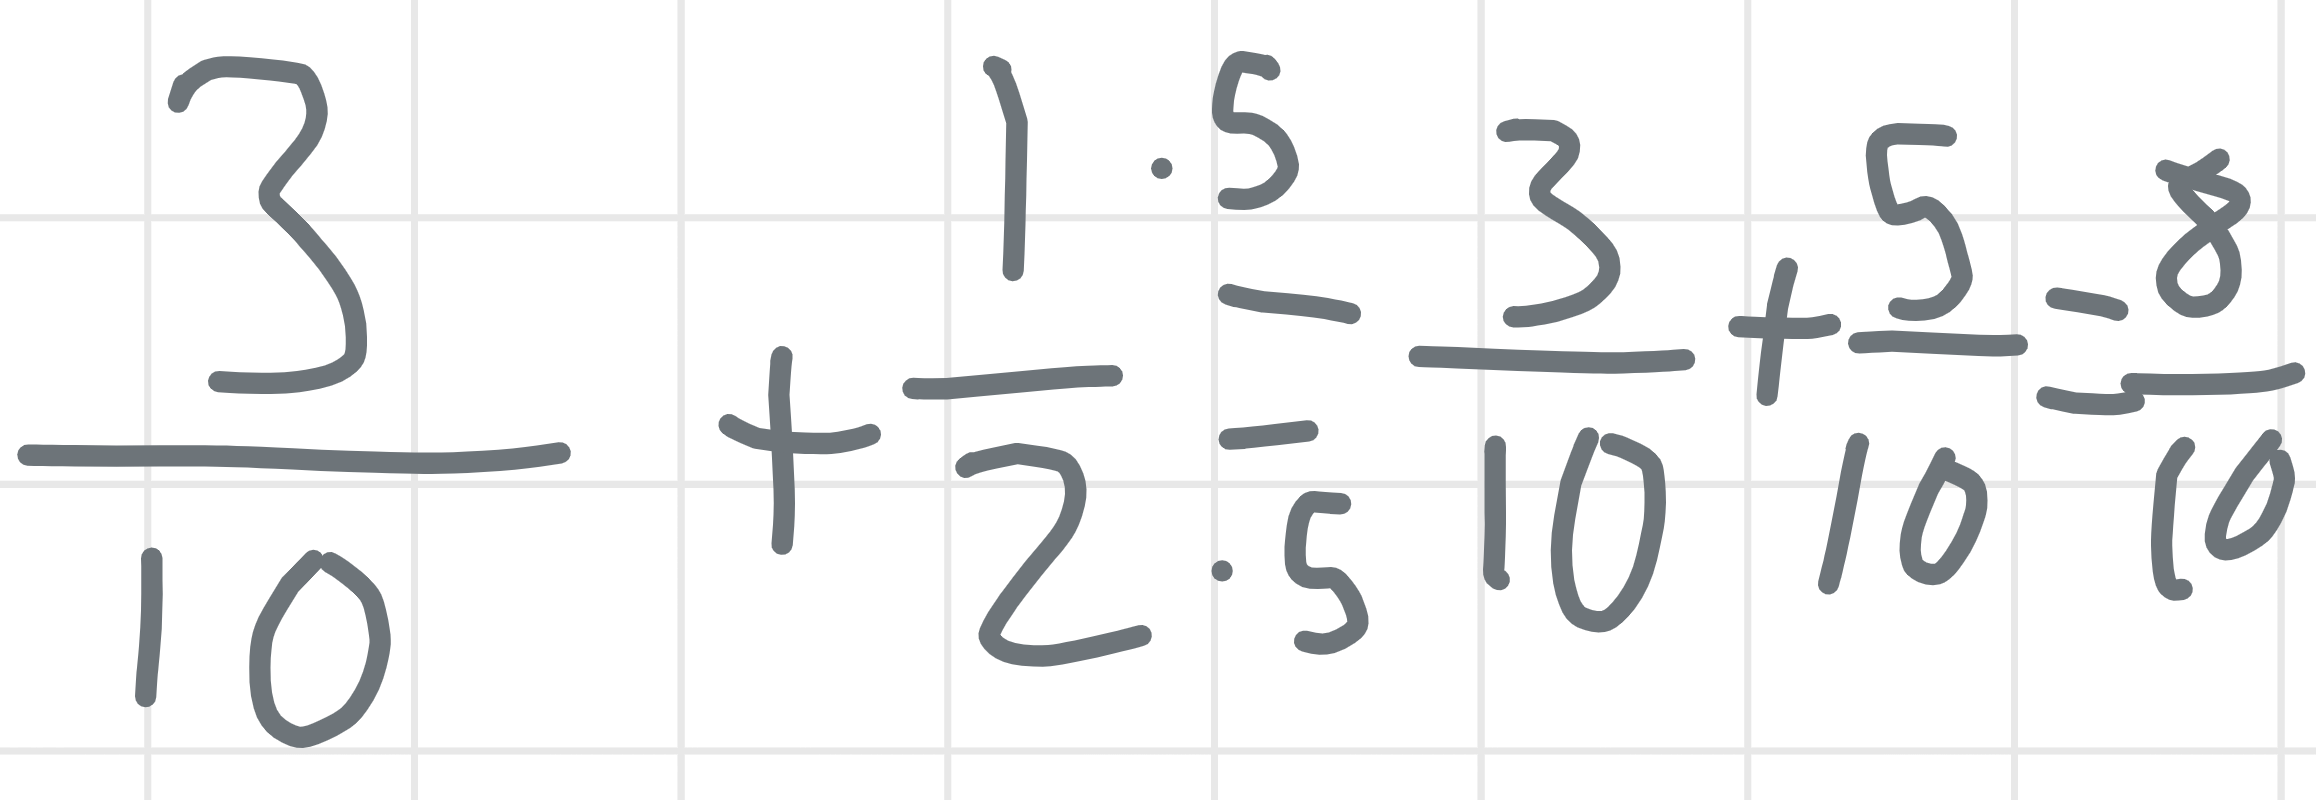 3/10 + 1·5/2·5 = 3/10 + 5/10 = 8/10